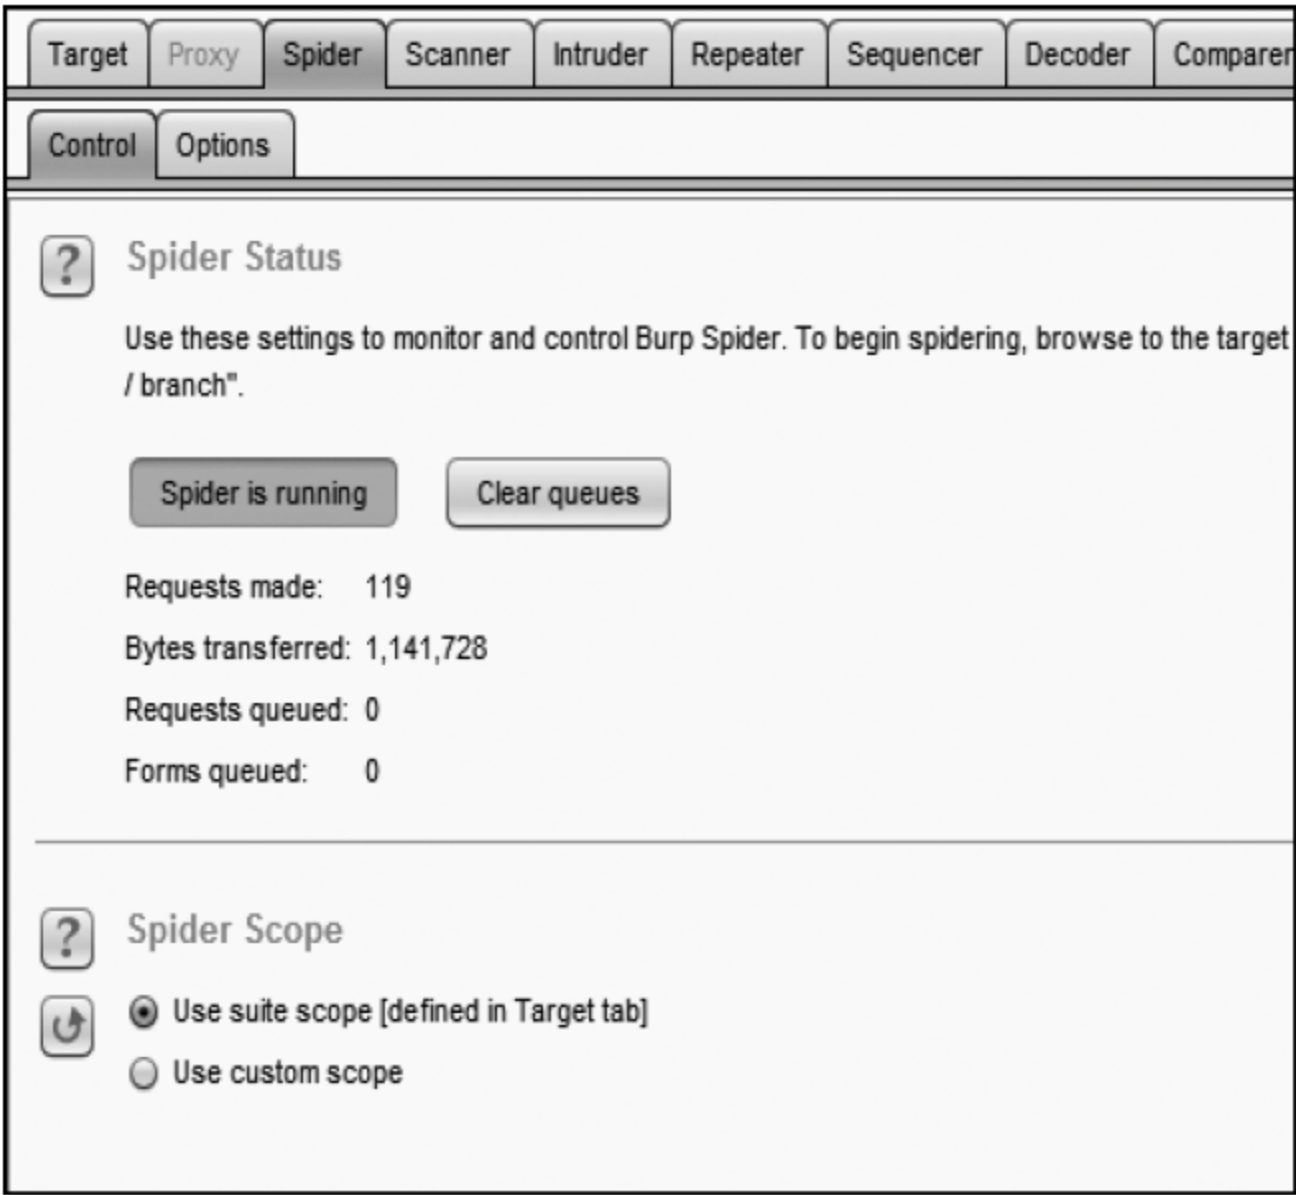 Target Proxy Spider Scanner Intruder Repeater Sequencer Decoder Comparer
Control Options
? Spider Status
Use these settings to monitor and control Burp Spider. To begin spidering, browse to the target
/ branch".
Spider is running Clear queues
Requests made: 119
Bytes transferred: 1,141,728
Requests queued: 0
Forms queued: 0
? Spider Scope
Use suite scope [defined in Target tab]
Use custom scope